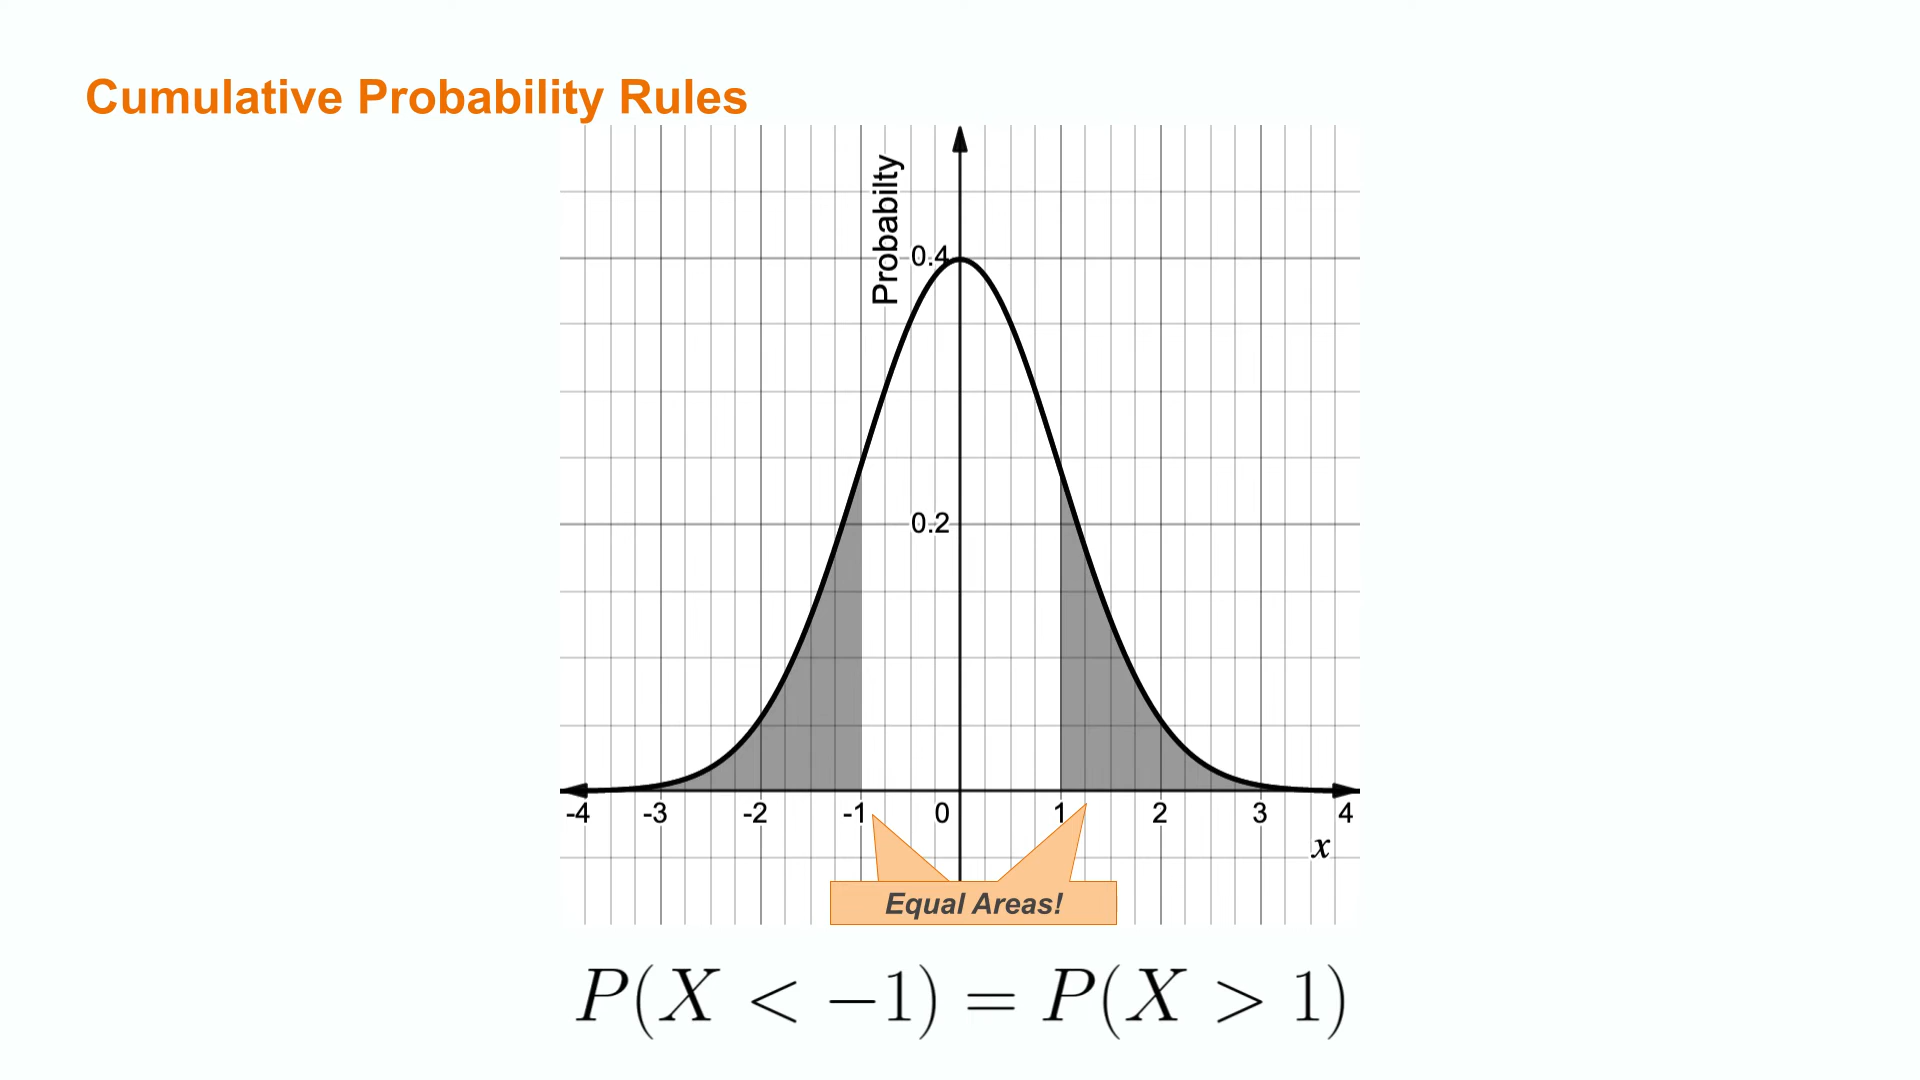 Cumulative Probability Rules
Probabilty
0.4
0.2
-4 -3 -2 -1 0 1 2 3 4
x
Equal Areas!
P(X < −1) = P(X > 1)